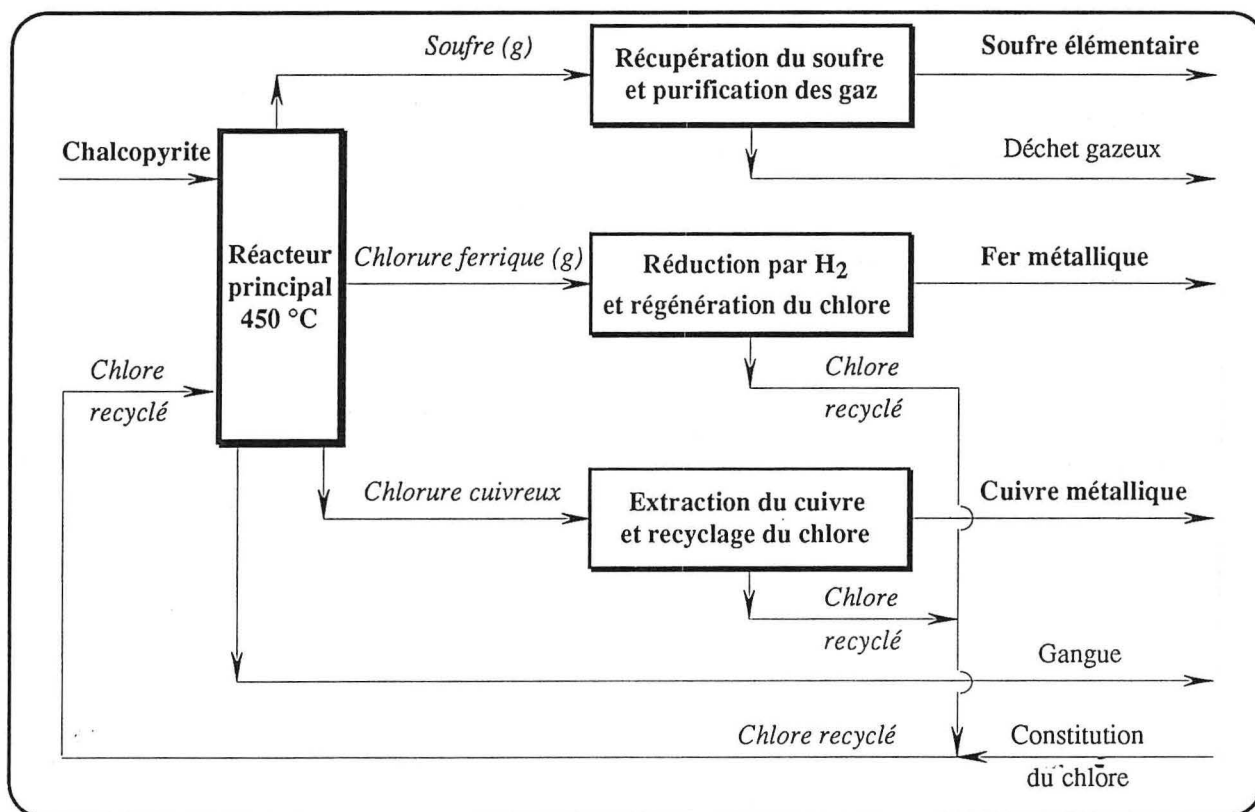 Soufre (g)
Récupération du soufre
et purification des gaz
Soufre élémentaire
Déchet gazeux
Chalcopyrite
Réacteur
principal
450 °C
Chlorure ferrique (g)
Réduction par H2
et régénération du chlore
Fer métallique
Chlore
recyclé
Chlore
recyclé
Chlorure cuivreux
Extraction du cuivre
et recyclage du chlore
Cuivre métallique
Chlore
recyclé
Gangue
Chlore recyclé
Constitution
du chlore